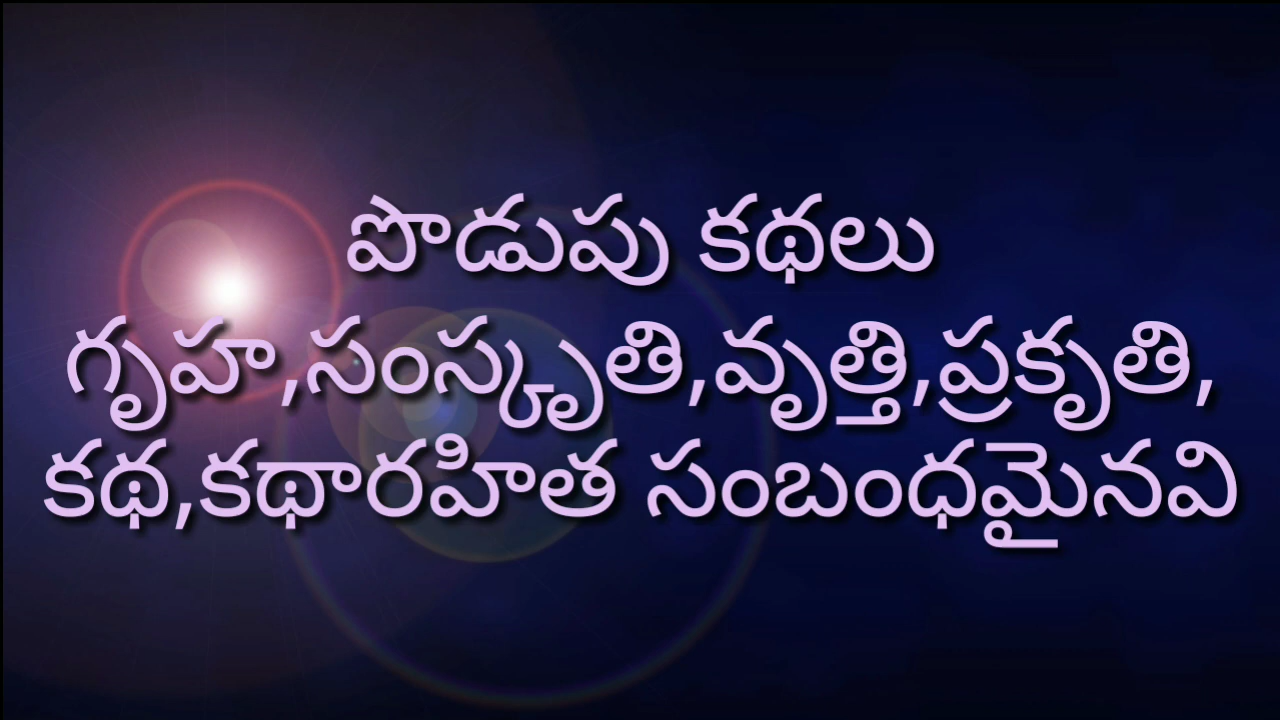 పొడుపు కథలు
గృహ,సంస్కృతి,వృత్తి,ప్రకృతి,
కథ,కథారహిత సంబంధమైనవి